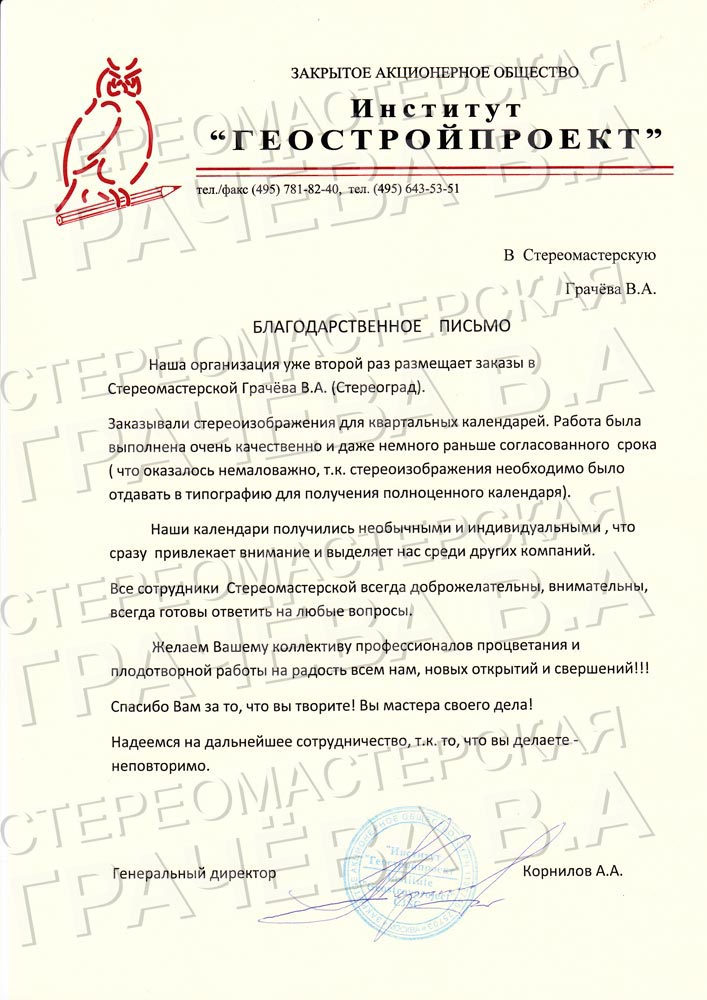 ЗАКРЫТОЕ АКЦИОНЕРНОЕ ОБЩЕСТВО
Институт
“ГЕОСТРОЙПРОЕКТ”
тел./факс (495) 781-82-40, тел. (495) 643-53-51
В Стереомастерскую
Грачёва В.А.
БЛАГОДАРСТВЕННОЕ ПИСЬМО
Наша организация уже второй раз размещает заказы в
Стереомастерской Грачёва В.А. (Стереоград).
Заказывали стереоизображения для квартальных календарей. Работа была
выполнена очень качественно и даже немного раньше согласованного срока
( что оказалось немаловажно, т.к. стереоизображения необходимо было
отдавать в типографию для получения полноценного календаря).
Наши календари получились необычными и индивидуальными , что
сразу привлекает внимание и выделяет нас среди других компаний.
Все сотрудники Стереомастерской всегда доброжелательны, внимательны,
всегда готовы ответить на любые вопросы.
Желаем Вашему коллективу профессионалов процветания и
плодотворной работы на радость всем нам, новых открытий и свершений!!!
Спасибо Вам за то, что вы творите! Вы мастера своего дела!
Надеемся на дальнейшее сотрудничество, т.к. то, что вы делаете -
неповторимо.
Генеральный директор
Корнилов А.А.
"Институт
СТЕРЕОМАСТЕРСКАЯ
ГРАЧЁВА В.А
СТЕРЕОМАСТЕРСКАЯ
ГРАЧЁВА В.А
СТЕРЕОМАСТЕРСКАЯ
ГРАЧЁВА В.А
СТЕРЕОМАСТЕРСКАЯ
ГРАЧЁВА В.А